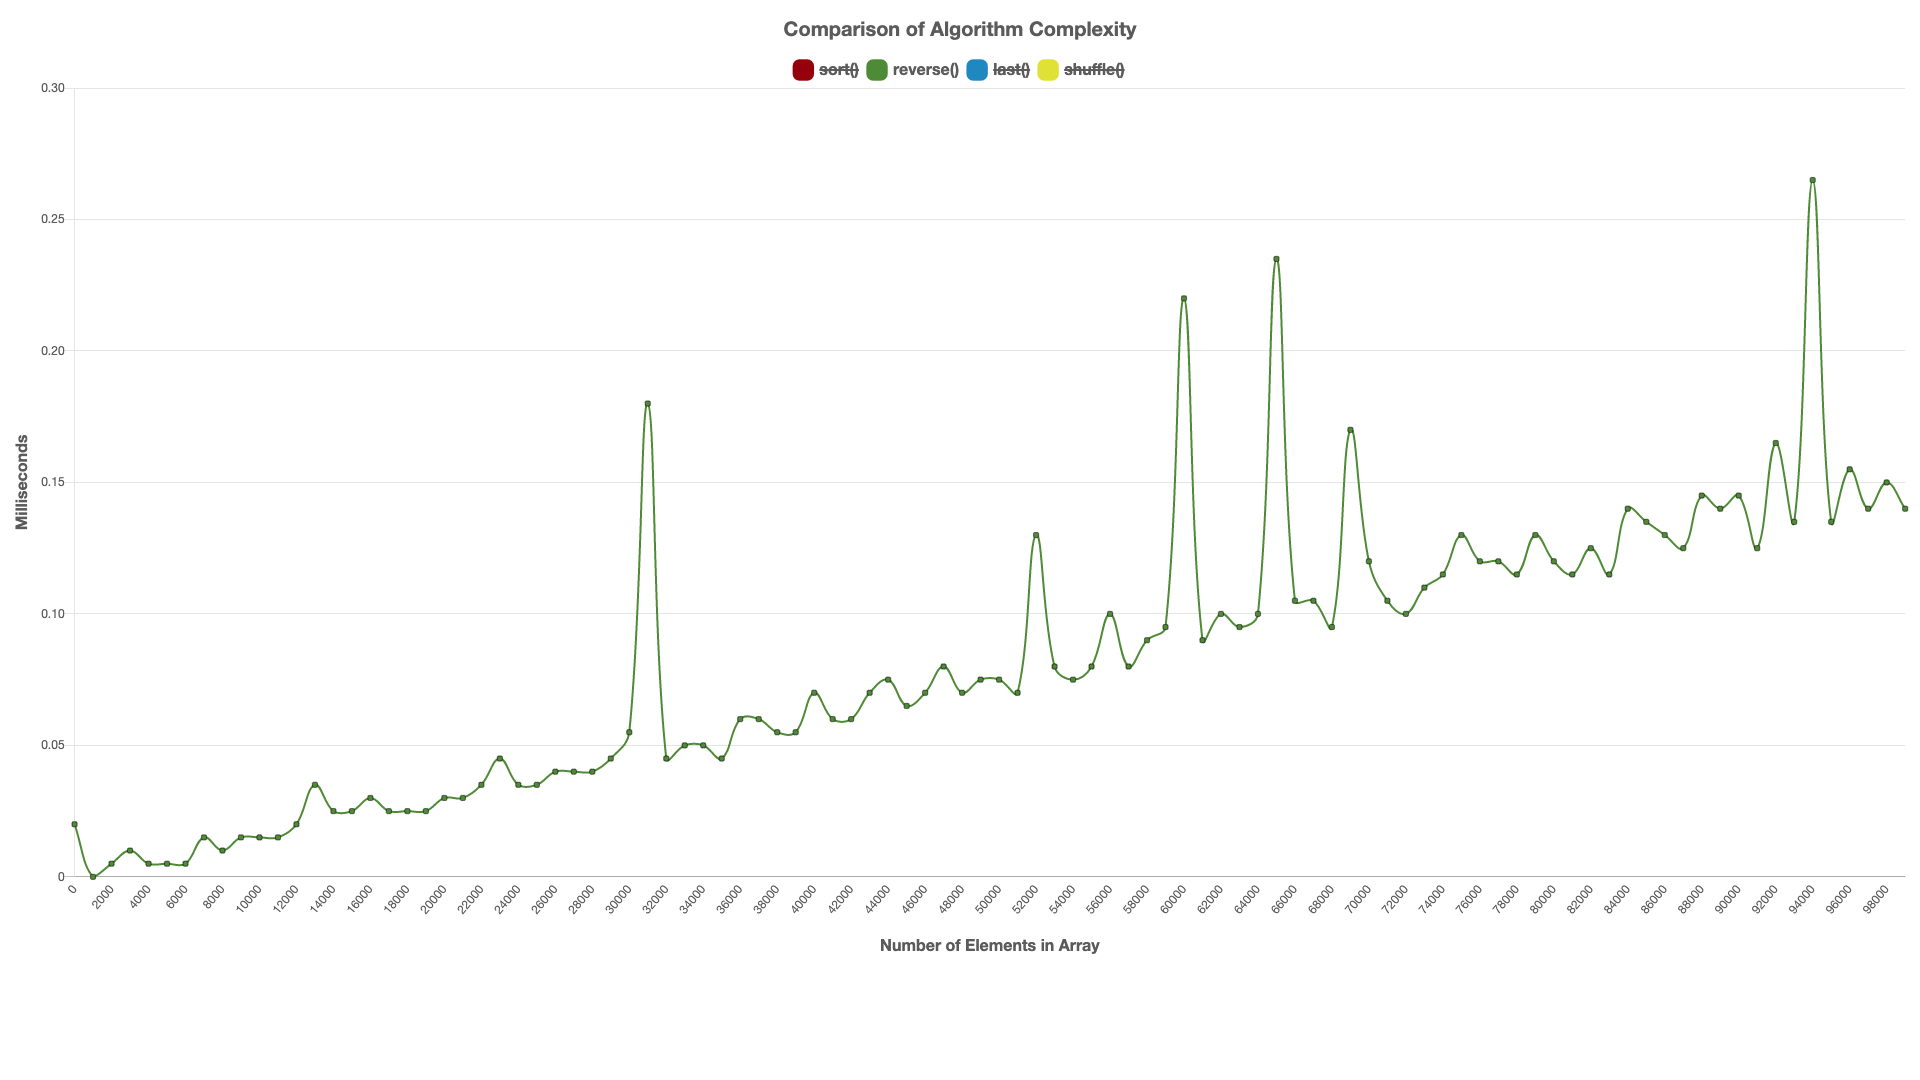 Comparison of Algorithm Complexity
sort() reverse() last() shuffle()
0.30
0.25
0.20
0.15
0.10
0.05
0
Milliseconds
0 2000 4000 6000 8000 10000 12000 14000 16000 18000 20000 22000 24000 26000 28000 30000 32000 34000 36000 38000 40000 42000 44000 46000 48000 50000 52000 54000 56000 58000 60000 62000 64000 66000 68000 70000 72000 74000 76000 78000 80000 82000 84000 86000 88000 90000 92000 94000 96000 98000
Number of Elements in Array